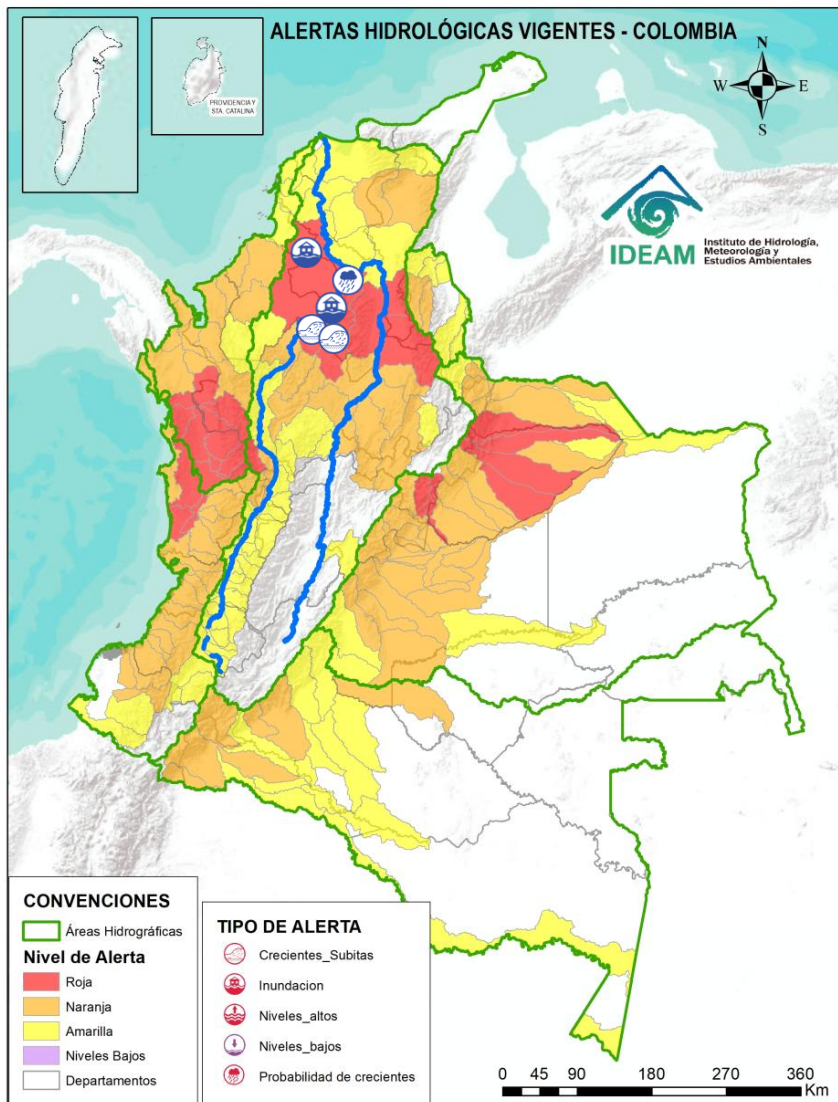 ALERTAS HIDROLÓGICAS VIGENTES - COLOMBIA
PROVIDENCIA Y
STA. CATALINA
N
W
E
S
IDEAM
Instituto de Hidrología,
Meteorología y
Estudios Ambientales
CONVENCIONES
Áreas Hidrográficas
Nivel de Alerta
Roja
Naranja
Amarilla
Niveles Bajos
Departamentos
TIPO DE ALERTA
Crecientes_Subitas
Inundacion
Niveles_altos
Niveles_bajos
Probabilidad de crecientes
0 45 90 180 270 360
Km